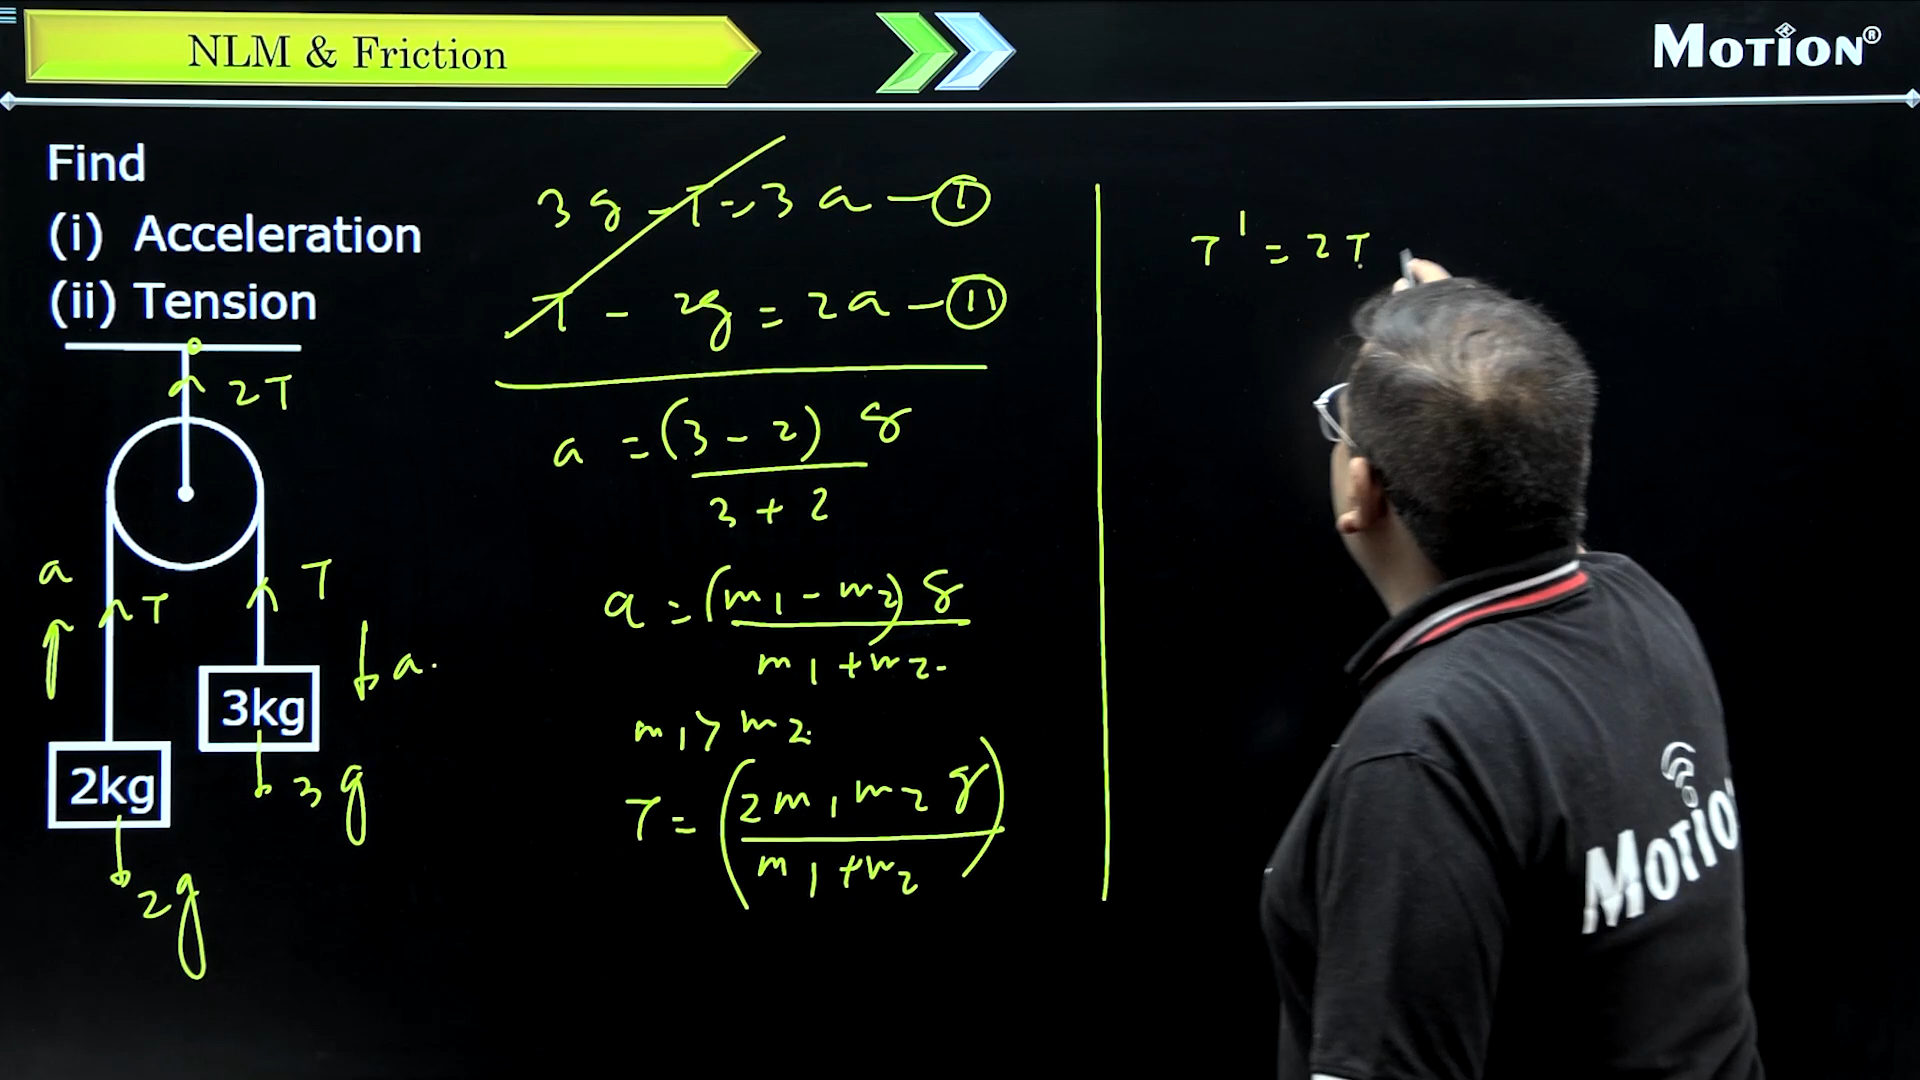 NLM & Friction
MOTION®
Find
(i) Acceleration
(ii) Tension
2T
a
T
T
a.
3kg
2kg
3g
2g
3g - T = 3a - I
T - 2g = 2a - II
a = (3 - 2) g
3 + 2
a = (m1 - m2) g
m1 + m2.
m1 > m2.
T = (2m1m2 g)
m1 + m2
T' = 2T
MOTION